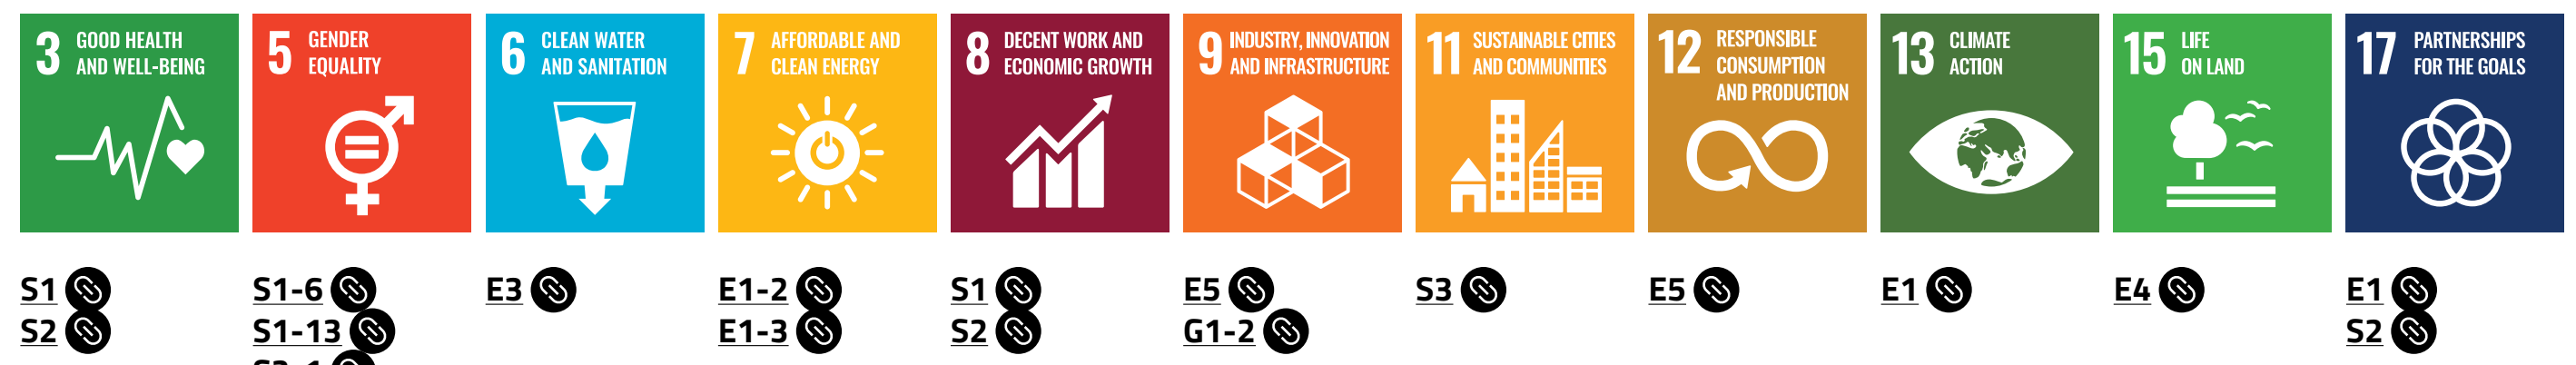 3 GOOD HEALTH
AND WELL-BEING
5 GENDER
EQUALITY
6 CLEAN WATER
AND SANITATION
7 AFFORDABLE AND
CLEAN ENERGY
8 DECENT WORK AND
ECONOMIC GROWTH
9 INDUSTRY, INNOVATION
AND INFRASTRUCTURE
11 SUSTAINABLE CITIES
AND COMMUNITIES
12 RESPONSIBLE
CONSUMPTION
AND PRODUCTION
13 CLIMATE
ACTION
15 LIFE
ON LAND
17 PARTNERSHIPS
FOR THE GOALS
S1
S2
S1-6
S1-13
E3
E1-2
E1-3
S1
S2
E5
G1-2
S3
E5
E1
E4
E1
S2